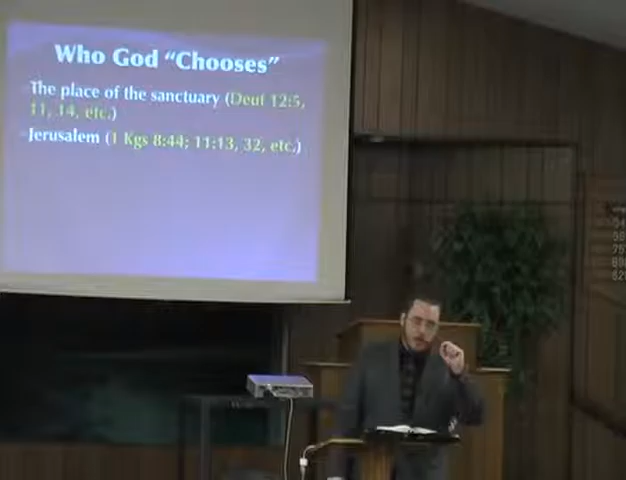 Who God “Chooses”
The place of the sanctuary (Deut 12:5,
11, 14, etc.)
Jerusalem (1 Kgs 8:44; 11:13, 32, etc.)